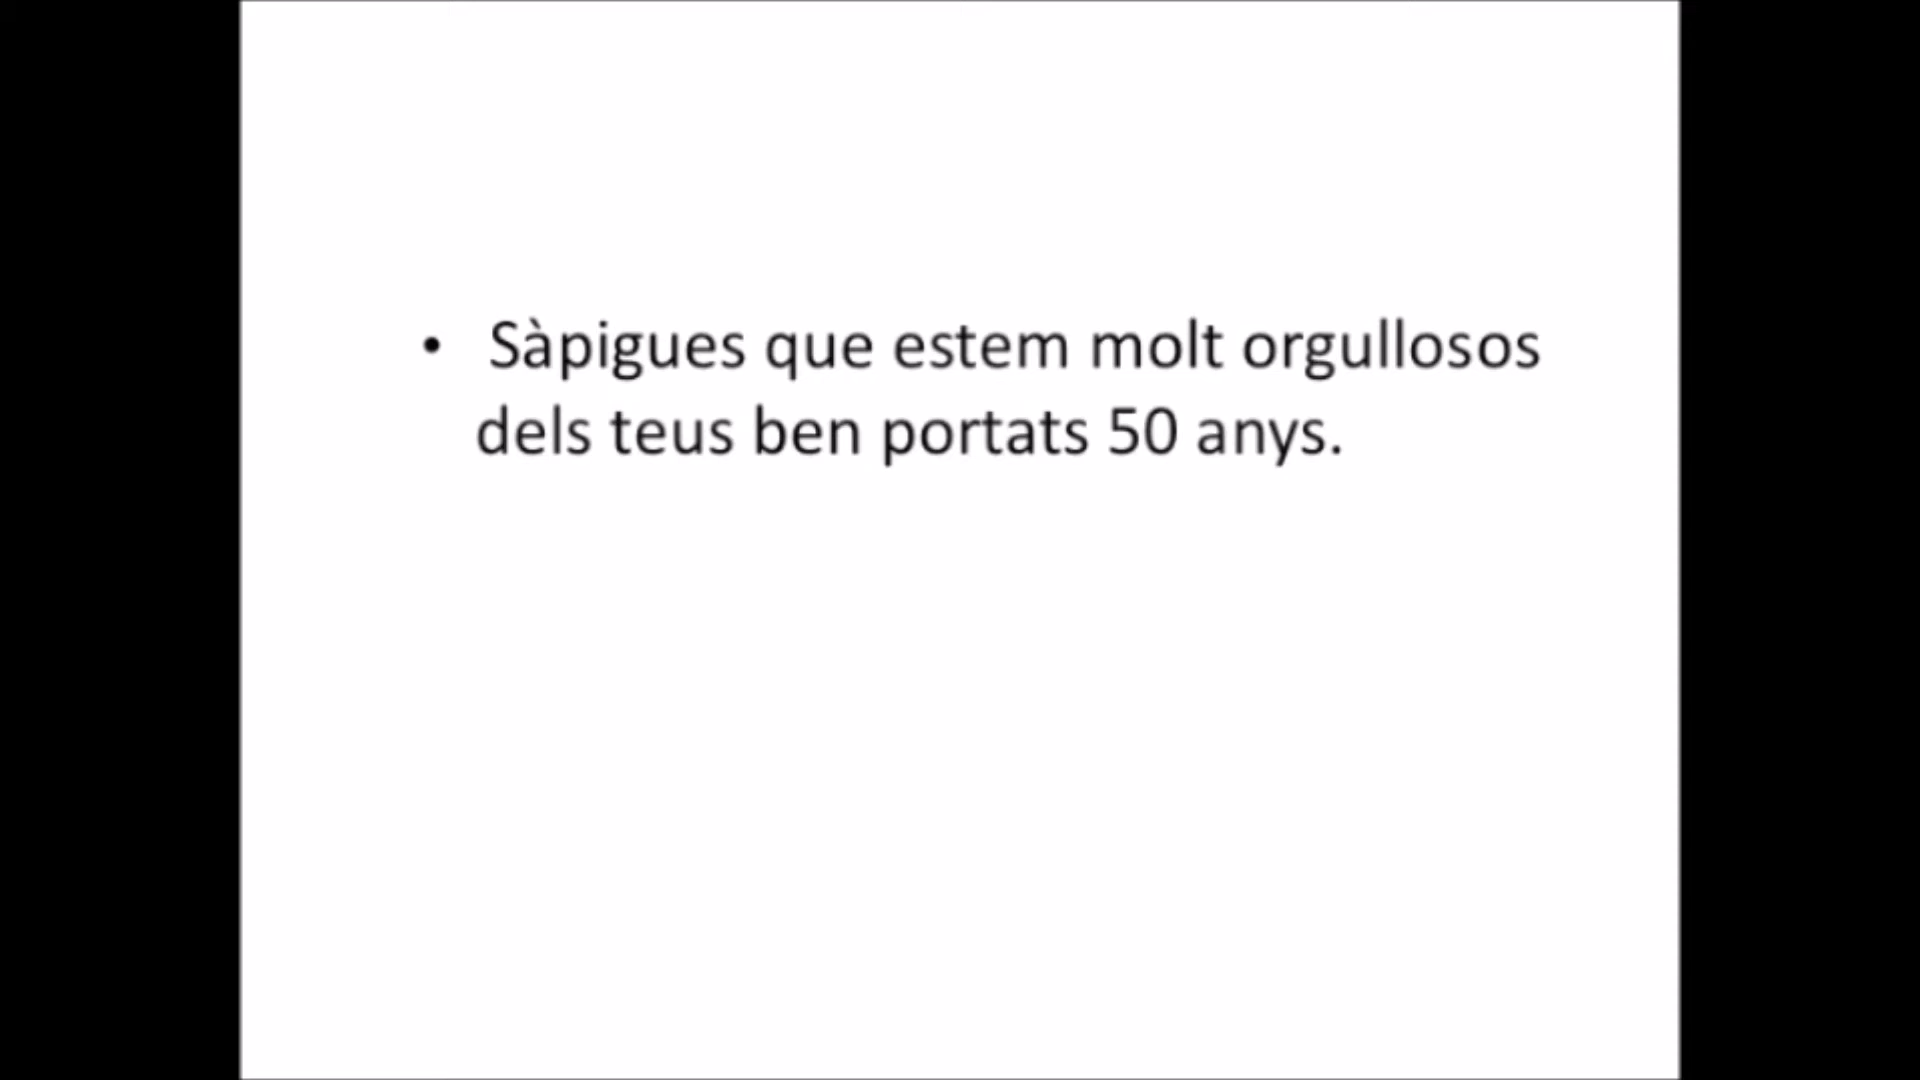 • Sàpigues que estem molt orgullosos
dels teus ben portats 50 anys.